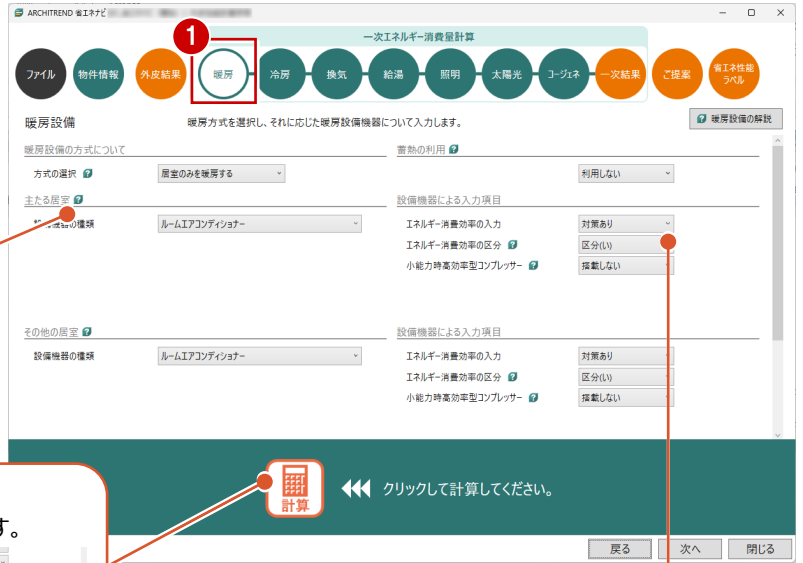 ARCHITREND 省エネナビ
1
一次エネルギー消費量計算
ファイル
物件情報
外皮結果
暖房
冷房
換気
給湯
照明
太陽光
コージェネ
一次結果
ご提案
省エネ性能
ラベル
暖房設備
暖房方式を選択し、それに応じた暖房設備機器について入力します。
暖房設備の解説
暖房設備の方式について
蓄熱の利用
方式の選択 居室のみを暖房する
利用しない
主たる居室
設備機器による入力項目
の種類 ルームエアコンディショナー
エネルギー消費効率の入力 対策あり
エネルギー消費効率の区分 区分(い)
小能力時高効率型コンプレッサー 搭載しない
その他の居室
設備機器による入力項目
設備機器の種類 ルームエアコンディショナー
エネルギー消費効率の入力 対策あり
エネルギー消費効率の区分 区分(い)
小能力時高効率型コンプレッサー 搭載しない
計算
クリックして計算してください。
す。
戻る
次へ
閉じる